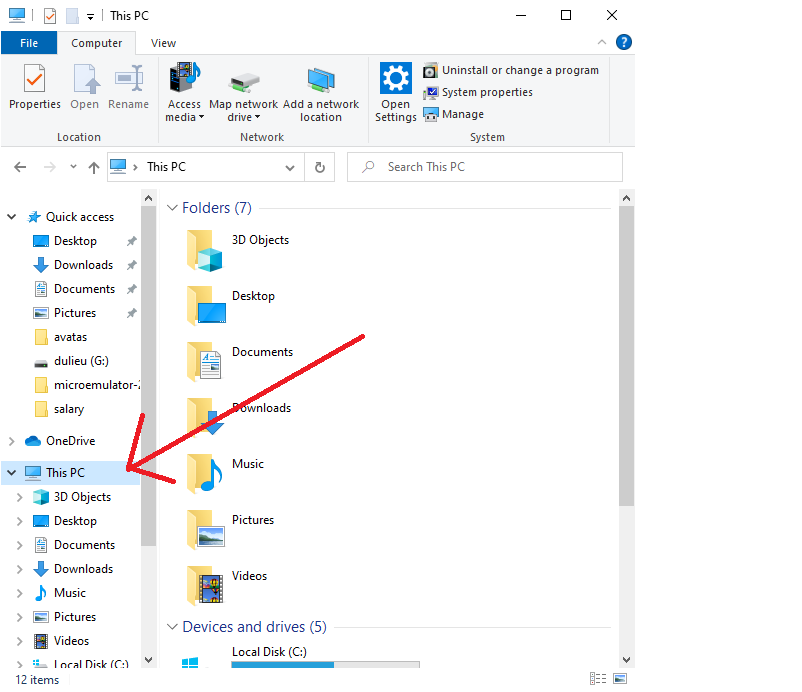 This PC
File Computer View
Properties Open Rename
Access media
Map network drive
Add a network location
Open Settings
Uninstall or change a program
System properties
Manage
Location Network System
This PC
Search This PC
Quick access
Desktop
Downloads
Documents
Pictures
avatas
dulieu (G:)
microemulator-2
salary
OneDrive
This PC
3D Objects
Desktop
Documents
Downloads
Music
Pictures
Videos
Local Disk (C:)
Folders (7)
3D Objects
Desktop
Documents
Downloads
Music
Pictures
Videos
Devices and drives (5)
Local Disk (C:)
12 items